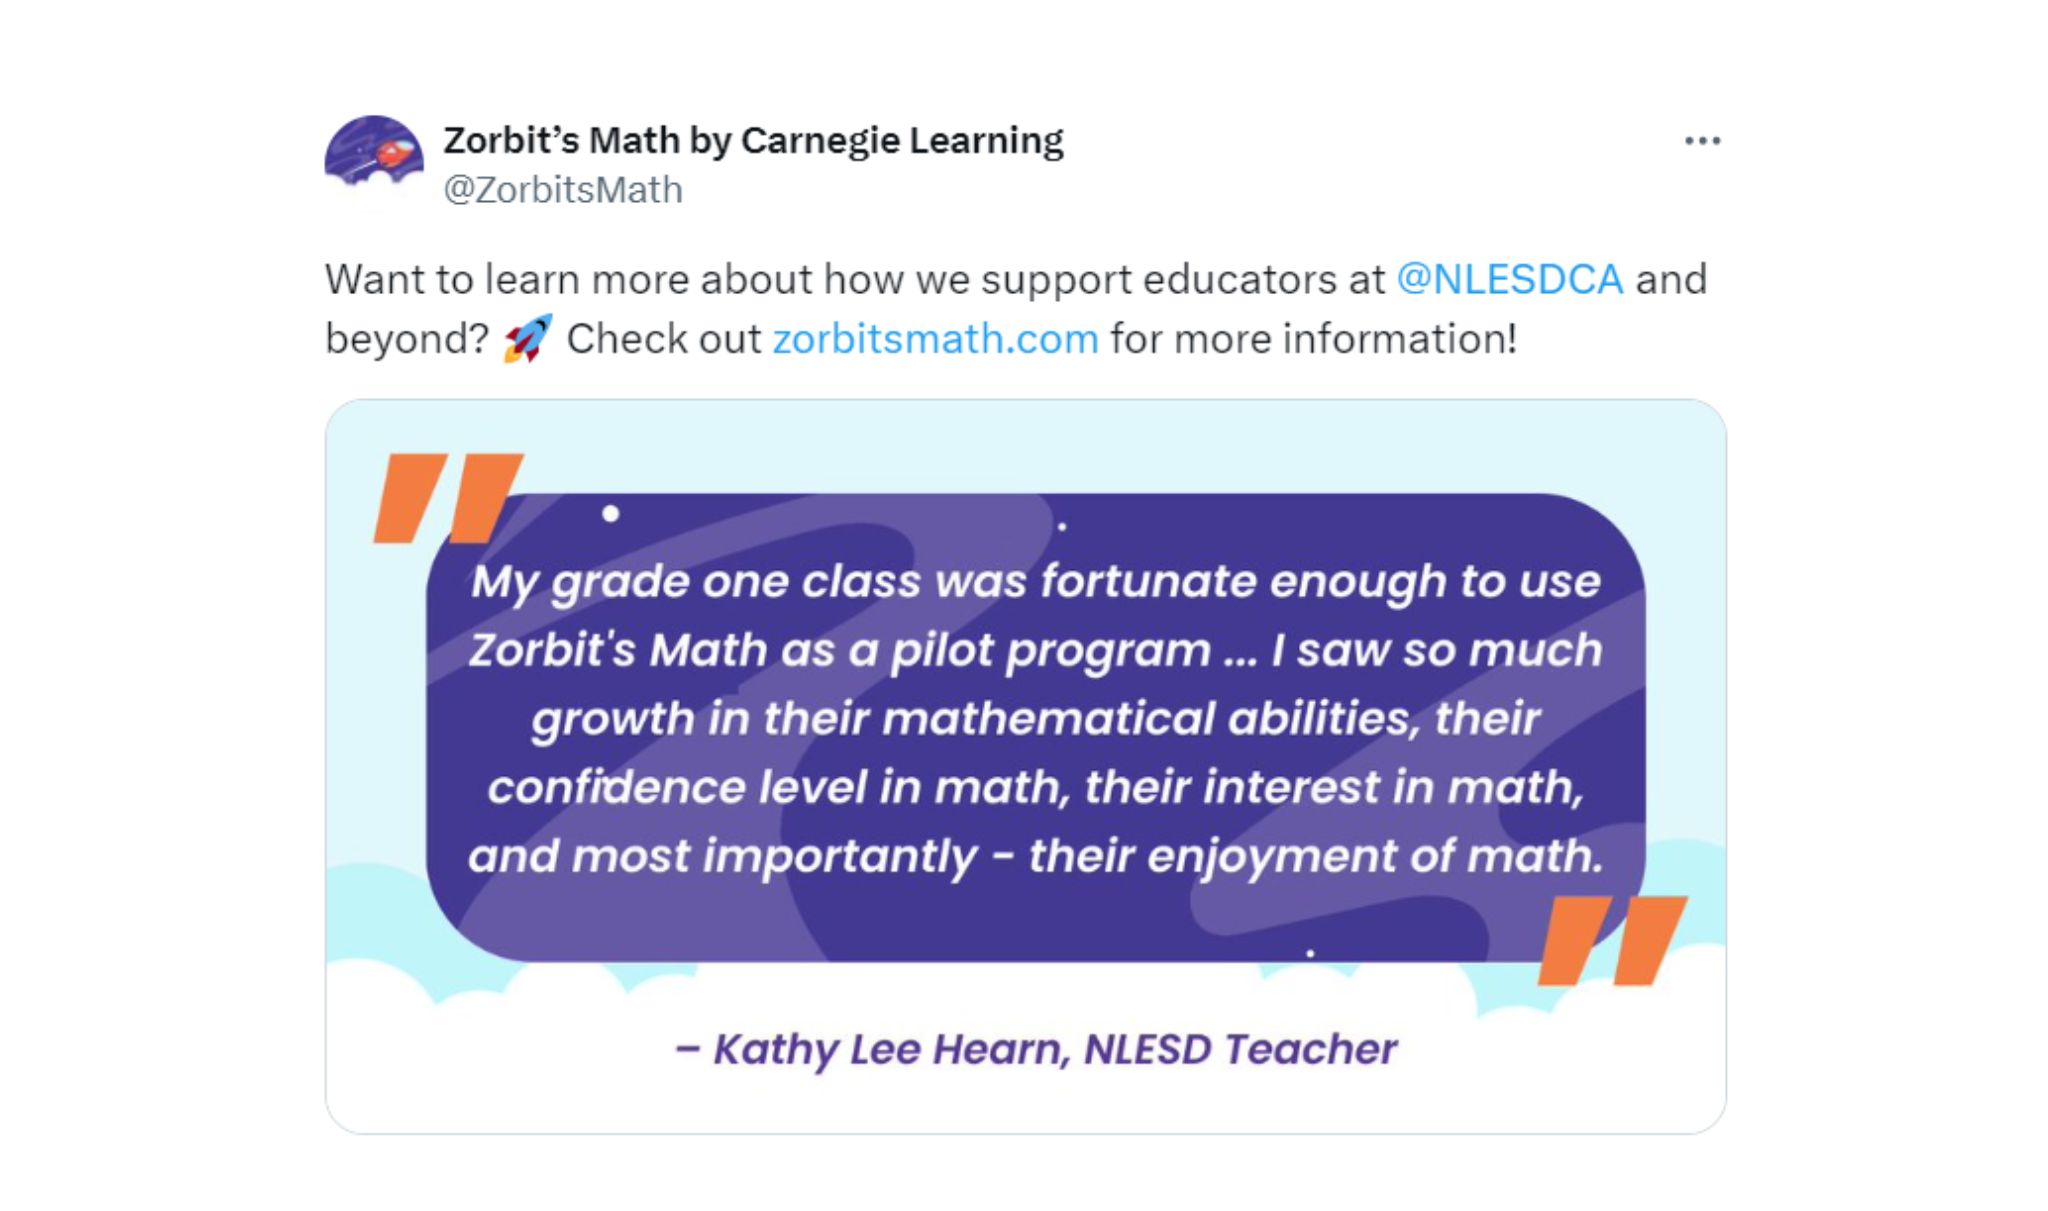 Zorbit’s Math by Carnegie Learning
@ZorbitsMath
Want to learn more about how we support educators at @NLESDCA and
beyond? 🚀 Check out zorbitsmath.com for more information!
"
My grade one class was fortunate enough to use
Zorbit's Math as a pilot program ... I saw so much
growth in their mathematical abilities, their
confidence level in math, their interest in math,
and most importantly - their enjoyment of math.
"
– Kathy Lee Hearn, NLESD Teacher